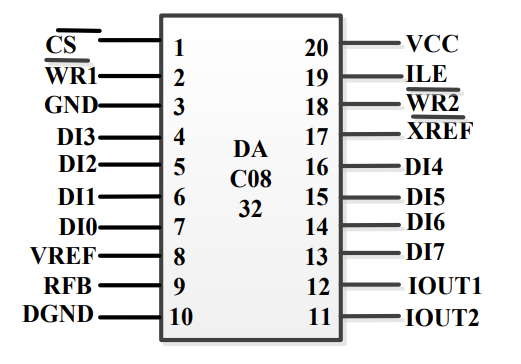 CS 1 20 VCC
WR1 2 19 ILE
GND 3 18 WR2
DI3 4 17 XREF
DI2 5 16 DI4
DI1 6 15 DI5
DI0 7 14 DI6
VREF 8 13 DI7
RFB 9 12 IOUT1
DGND 10 11 IOUT2
DA
C08
32